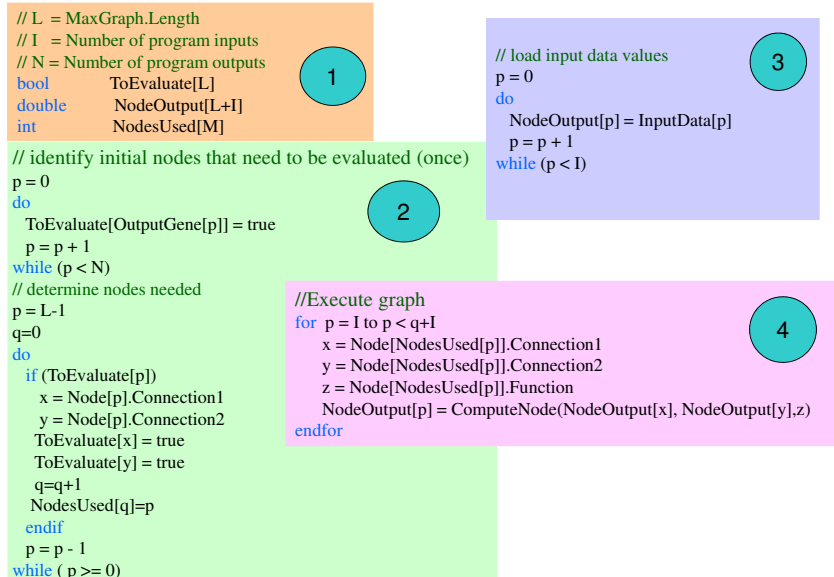 // L = MaxGraph.Length
// I = Number of program inputs
// N = Number of program outputs
bool ToEvaluate[L]
double NodeOutput[L+I]
int NodesUsed[M]
1
// identify initial nodes that need to be evaluated (once)
p = 0
do
ToEvaluate[OutputGene[p]] = true
p = p + 1
while (p < N)
// determine nodes needed
p = L-1
q=0
do
if (ToEvaluate[p])
x = Node[p].Connection1
y = Node[p].Connection2
ToEvaluate[x] = true
ToEvaluate[y] = true
q=q+1
NodesUsed[q]=p
endif
p = p - 1
while ( p >= 0)
2
// load input data values
p = 0
do
NodeOutput[p] = InputData[p]
p = p + 1
while (p < I)
3
//Execute graph
for p = I to p < q+I
x = Node[NodesUsed[p]].Connection1
y = Node[NodesUsed[p]].Connection2
z = Node[NodesUsed[p]].Function
NodeOutput[p] = ComputeNode(NodeOutput[x], NodeOutput[y],z)
endfor
4